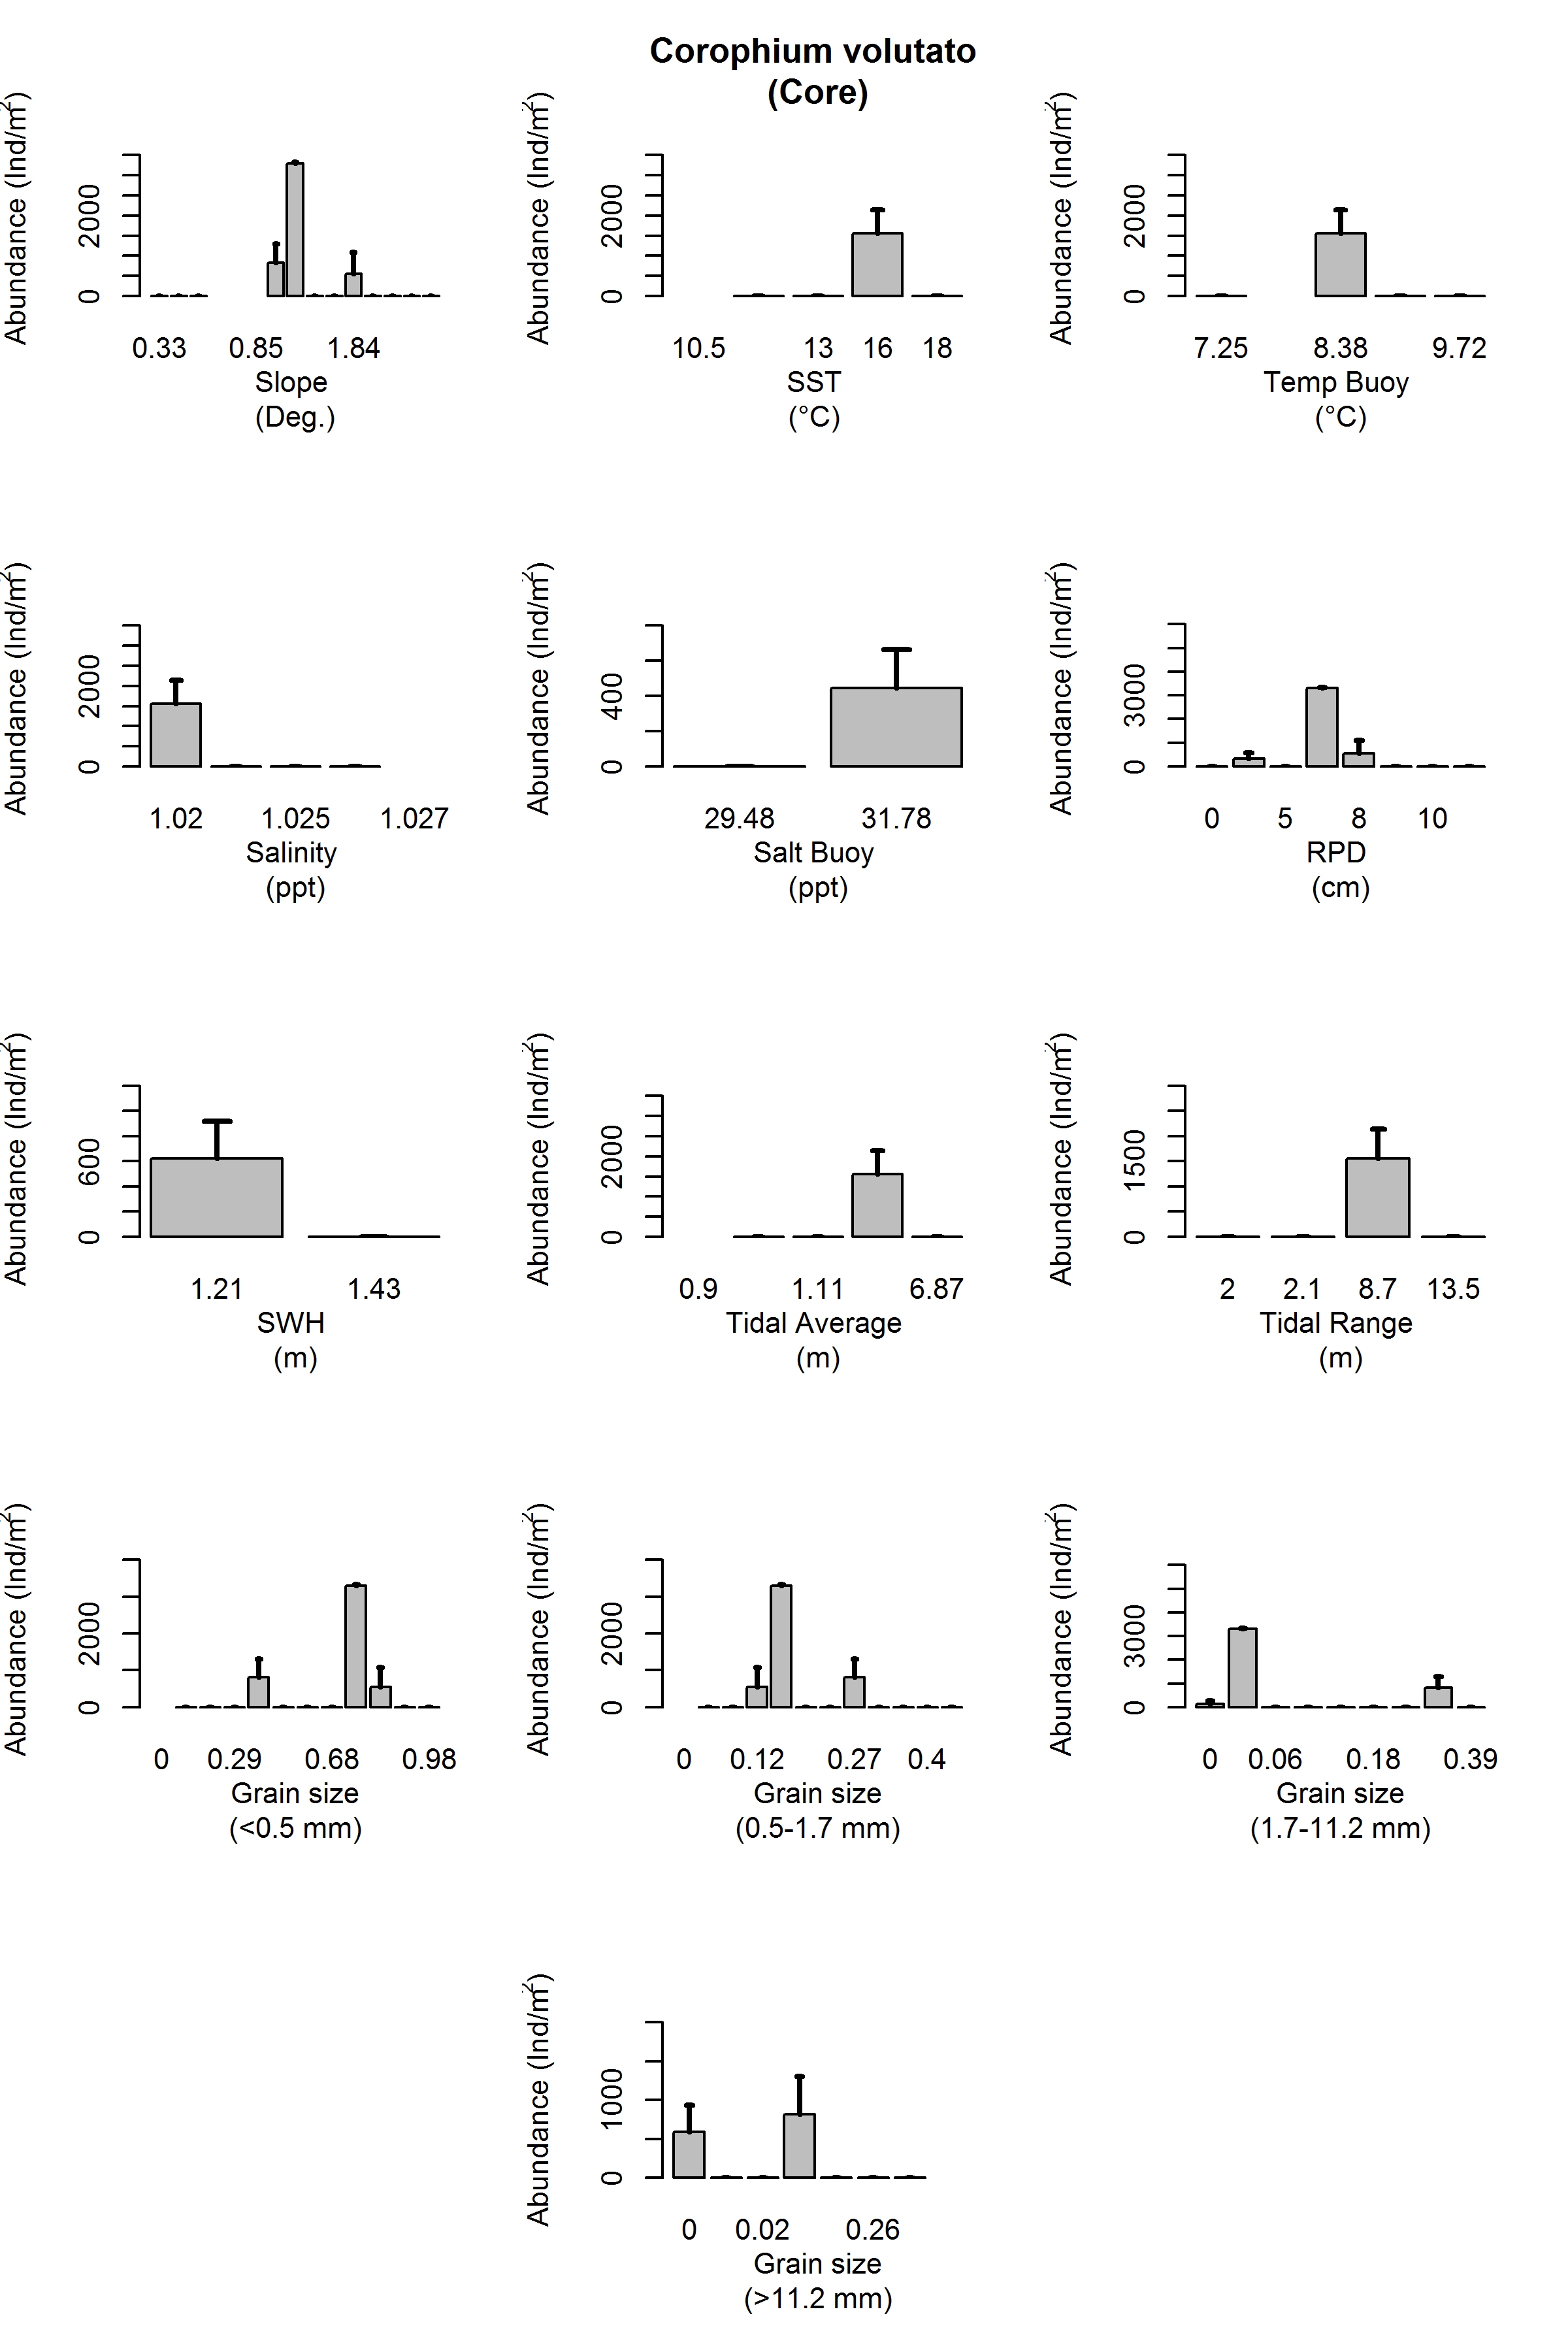 Corophium volutato
(Core)
Abundance (Ind/m²)
0 2000
0.33 0.85 1.84
Slope
(Deg.)
Abundance (Ind/m²)
0 2000
10.5 13 16 18
SST
(°C)
Abundance (Ind/m²)
0 2000
7.25 8.38 9.72
Temp Buoy
(°C)
Abundance (Ind/m²)
0 2000
1.02 1.025 1.027
Salinity
(ppt)
Abundance (Ind/m²)
0 400
29.48 31.78
Salt Buoy
(ppt)
Abundance (Ind/m²)
0 3000
0 5 8 10
RPD
(cm)
Abundance (Ind/m²)
0 600
1.21 1.43
SWH
(m)
Abundance (Ind/m²)
0 2000
0.9 1.11 6.87
Tidal Average
(m)
Abundance (Ind/m²)
0 1500
2 2.1 8.7 13.5
Tidal Range
(m)
Abundance (Ind/m²)
0 2000
0 0.29 0.68 0.98
Grain size
(<0.5 mm)
Abundance (Ind/m²)
0 2000
0 0.12 0.27 0.4
Grain size
(0.5-1.7 mm)
Abundance (Ind/m²)
0 3000
0 0.06 0.18 0.39
Grain size
(1.7-11.2 mm)
Abundance (Ind/m²)
0 1000
0 0.02 0.26
Grain size
(>11.2 mm)